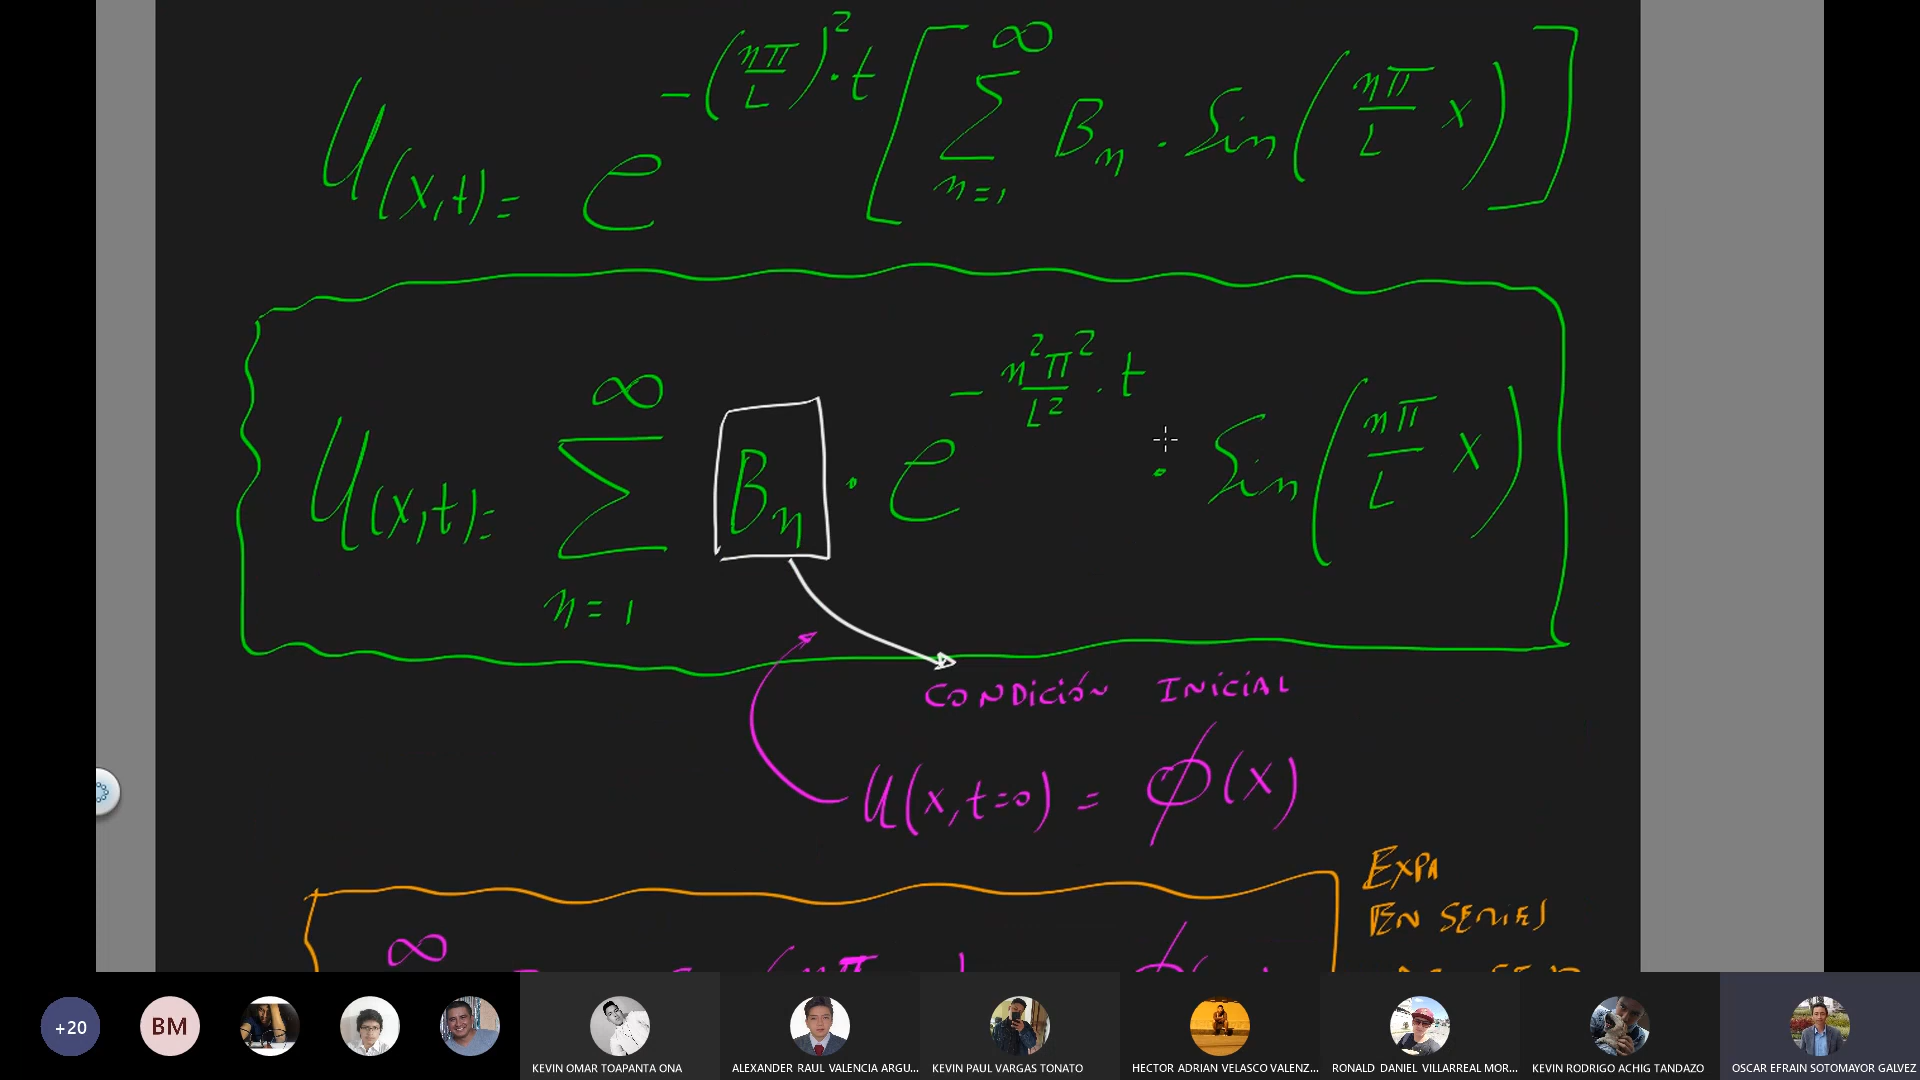 U(x,t) = e^{-(nπ/L)^2 · t} [ ∑_{n=1}^{∞} B_n · Sin(nπ/L x) ]
U(x,t) = ∑_{n=1}^{∞} B_n · e^{-n^2π^2/L^2 · t} · Sin(nπ/L x)
CONDICIÓN INICIAL
U(x,t=0) = ϕ(x)
EXPA
EN SERIES
∞
+20
BM
KEVIN OMAR TOAPANTA ONA
ALEXANDER RAUL VALENCIA ARGU...
KEVIN PAUL VARGAS TONATO
HECTOR ADRIAN VELASCO VALENZ...
RONALD DANIEL VILLARREAL MOR...
KEVIN RODRIGO ACHIG TANDAZO
OSCAR EFRAIN SOTOMAYOR GALVEZ